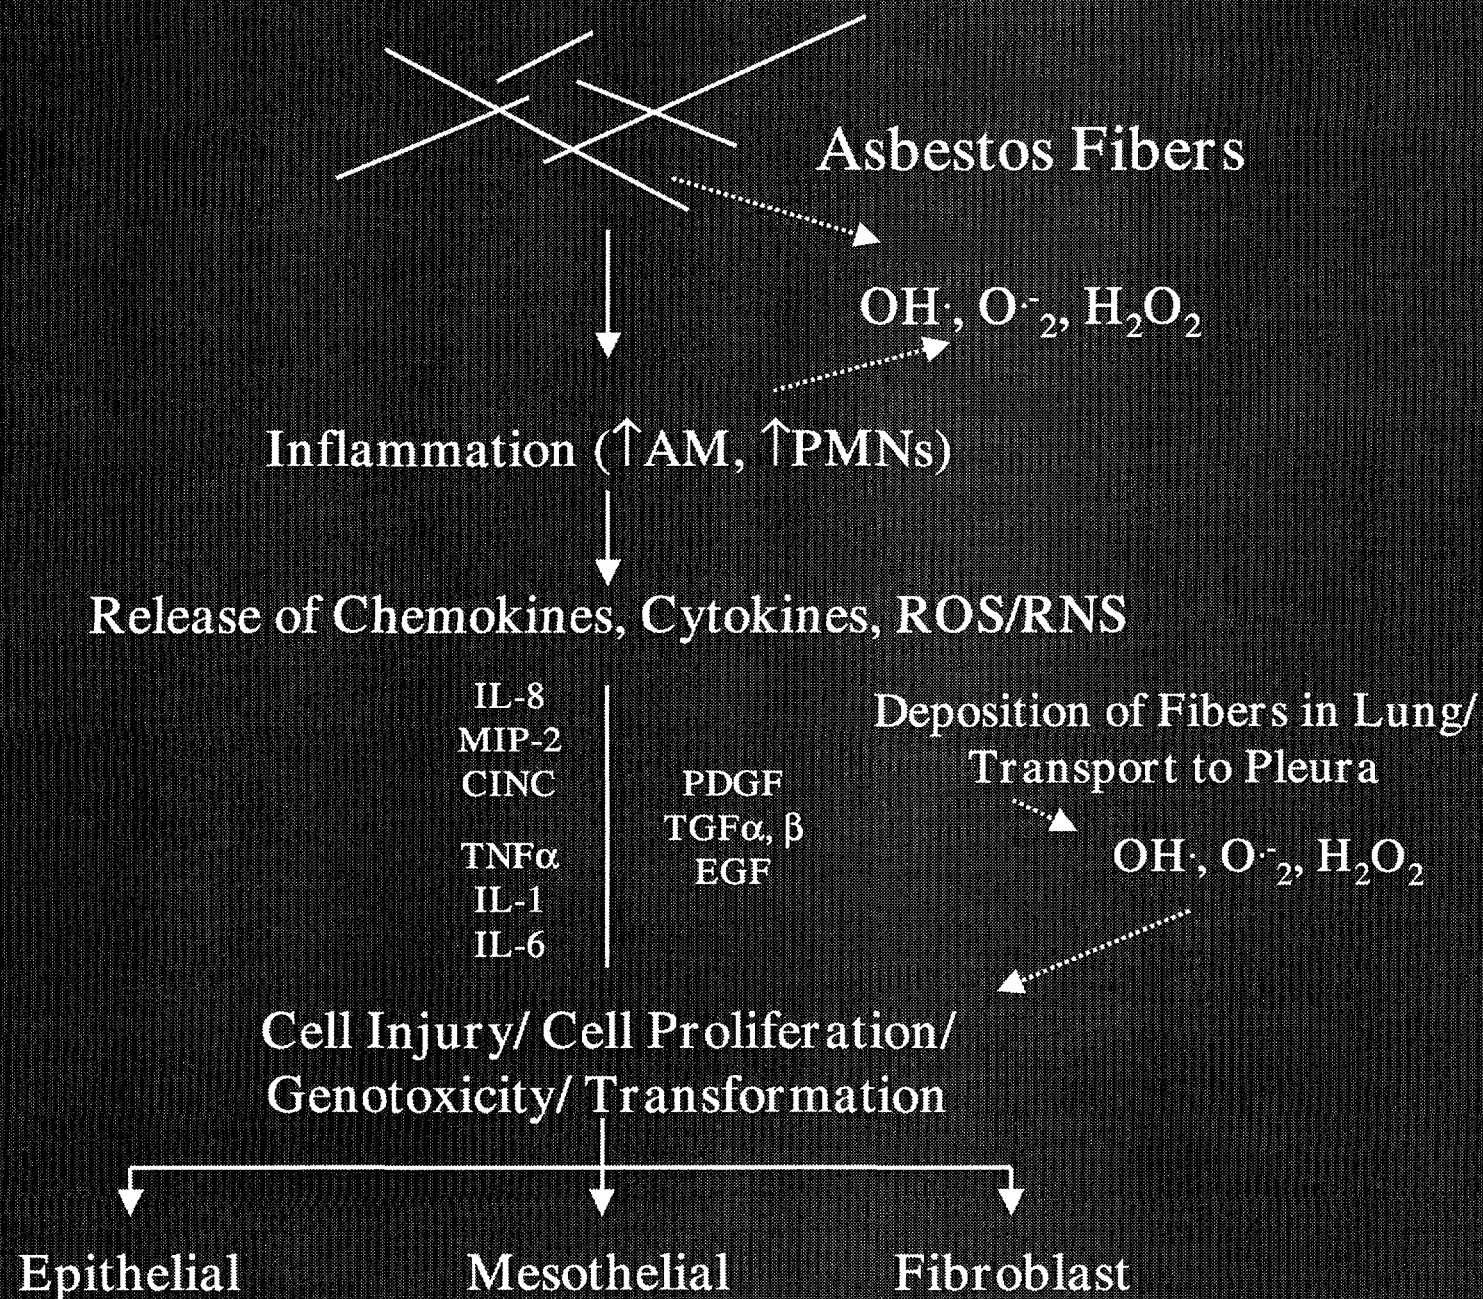 Asbestos Fibers
OH·, O·⁻₂, H₂O₂
Inflammation (↑AM, ↑PMNs)
Release of Chemokines, Cytokines, ROS/RNS
IL-8
MIP-2
CINC
TNFα
IL-1
IL-6
PDGF
TGFα, β
EGF
Deposition of Fibers in Lung/
Transport to Pleura
OH·, O·⁻₂, H₂O₂
Cell Injury/ Cell Proliferation/
Genotoxicity/ Transformation
Epithelial
Mesothelial
Fibroblast